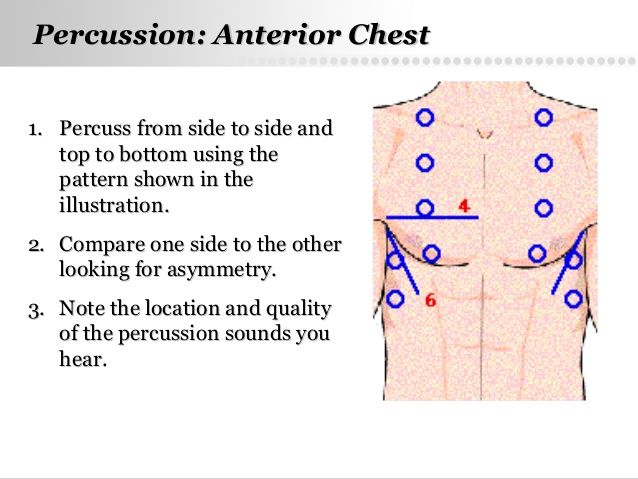 Percussion: Anterior Chest
1. Percuss from side to side and
top to bottom using the
pattern shown in the
illustration.
2. Compare one side to the other
looking for asymmetry.
3. Note the location and quality
of the percussion sounds you
hear.
4
6